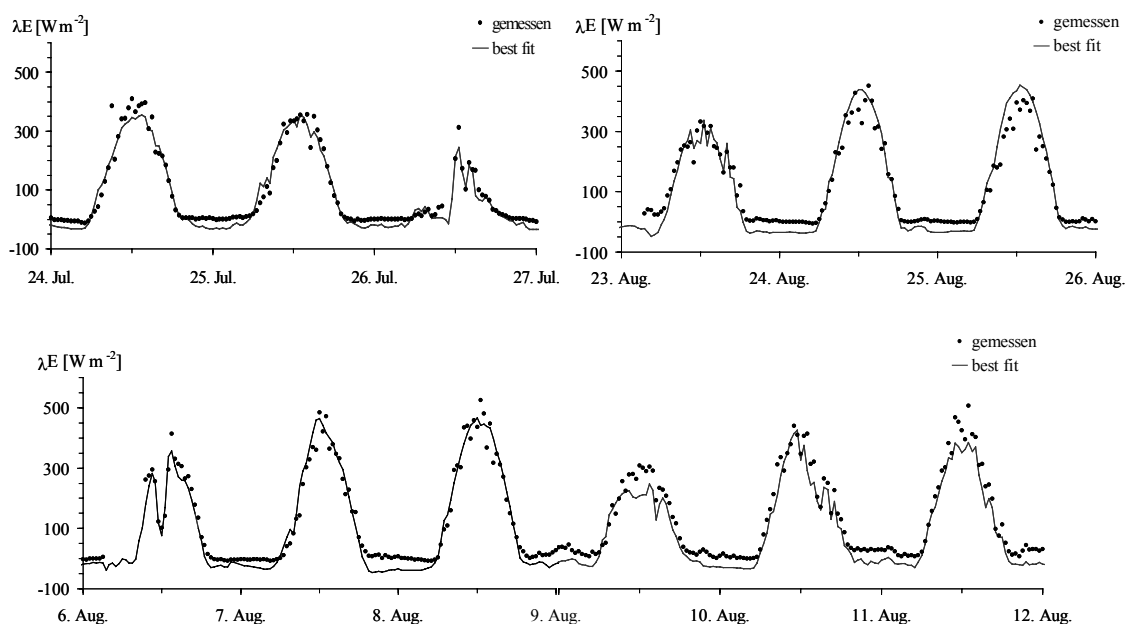 λE [W m-2]
gemessen
best fit
500
300
100
-100
24. Jul.
25. Jul.
26. Jul.
27. Jul.
λE [W m-2]
gemessen
best fit
500
300
100
-100
23. Aug.
24. Aug.
25. Aug.
26. Aug.
λE [W m-2]
gemessen
best fit
500
300
100
-100
6. Aug.
7. Aug.
8. Aug.
9. Aug.
10. Aug.
11. Aug.
12. Aug.